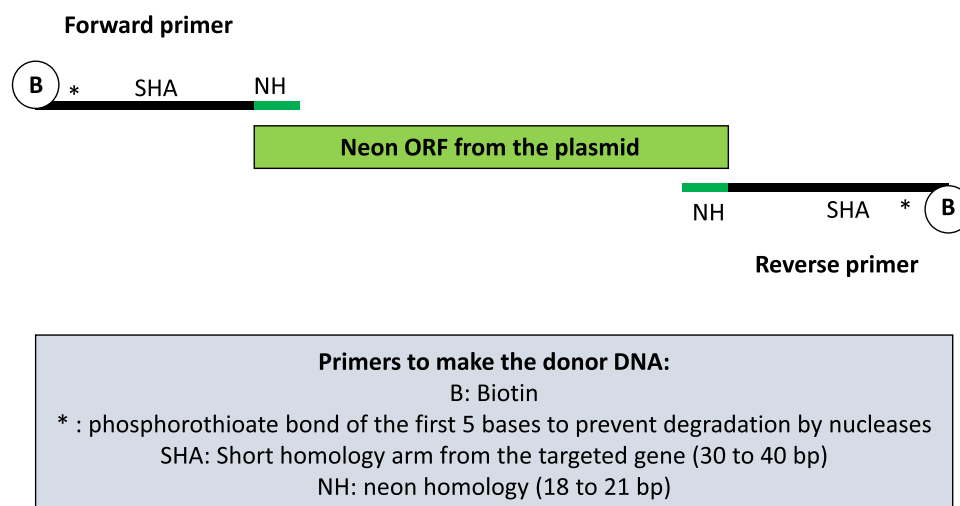 Forward primer
B
*
SHA
NH
Neon ORF from the plasmid
NH
SHA
*
B
Reverse primer
Primers to make the donor DNA:
B: Biotin
* : phosphorothioate bond of the first 5 bases to prevent degradation by nucleases
SHA: Short homology arm from the targeted gene (30 to 40 bp)
NH: neon homology (18 to 21 bp)